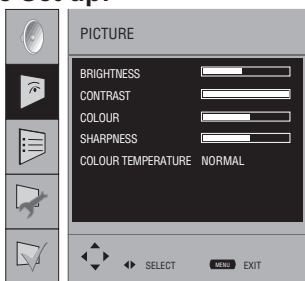 PICTURE
BRIGHTNESS
CONTRAST
COLOUR
SHARPNESS
COLOUR TEMPERATURE NORMAL
SELECT MENU EXIT